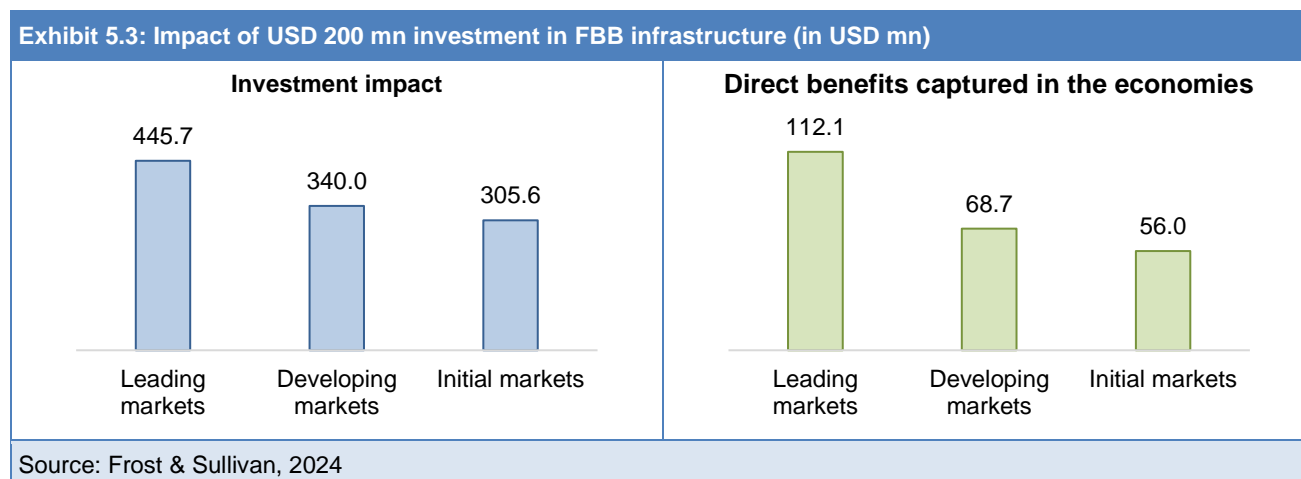 Exhibit 5.3: Impact of USD 200 mn investment in FBB infrastructure (in USD mn)
Investment impact
445.7
340.0
305.6
Leading
markets
Developing
markets
Initial markets
Direct benefits captured in the economies
112.1
68.7
56.0
Leading
markets
Developing
markets
Initial markets
Source: Frost & Sullivan, 2024